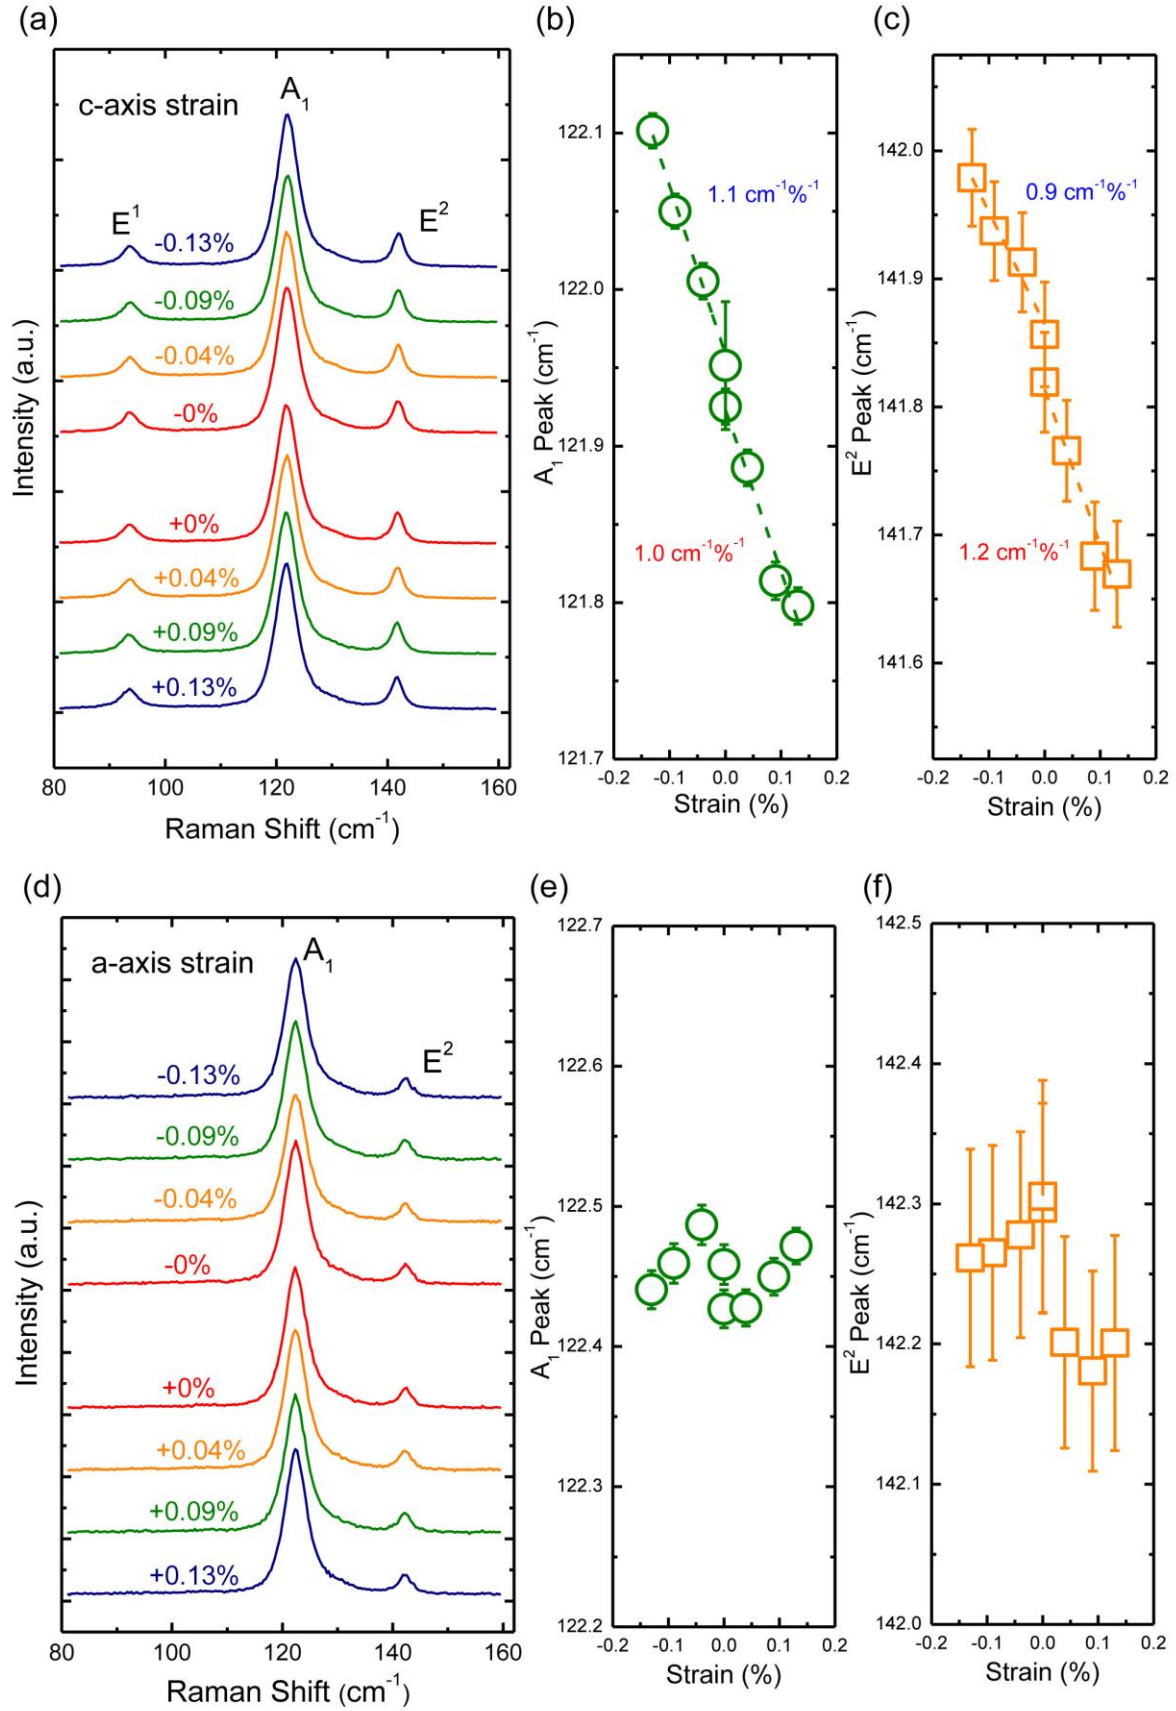 (a)
c-axis strain
A₁
E¹
E²
-0.13%
-0.09%
-0.04%
-0%
+0%
+0.04%
+0.09%
+0.13%
Intensity (a.u.)
80 100 120 140 160
Raman Shift (cm⁻¹)
(b)
122.1
122.0
121.9
121.8
121.7
A₁ Peak (cm⁻¹)
1.1 cm⁻¹%⁻¹
1.0 cm⁻¹%⁻¹
-0.2 -0.1 0.0 0.1 0.2
Strain (%)
(c)
142.0
141.9
141.8
141.7
141.6
E² Peak (cm⁻¹)
0.9 cm⁻¹%⁻¹
1.2 cm⁻¹%⁻¹
-0.2 -0.1 0.0 0.1 0.2
Strain (%)
(d)
a-axis strain
A₁
E²
-0.13%
-0.09%
-0.04%
-0%
+0%
+0.04%
+0.09%
+0.13%
Intensity (a.u.)
80 100 120 140 160
Raman Shift (cm⁻¹)
(e)
122.7
122.6
122.5
122.4
122.3
122.2
A₁ Peak (cm⁻¹)
-0.2 -0.1 0.0 0.1 0.2
Strain (%)
(f)
142.5
142.4
142.3
142.2
142.1
142.0
E² Peak (cm⁻¹)
-0.2 -0.1 0.0 0.1 0.2
Strain (%)